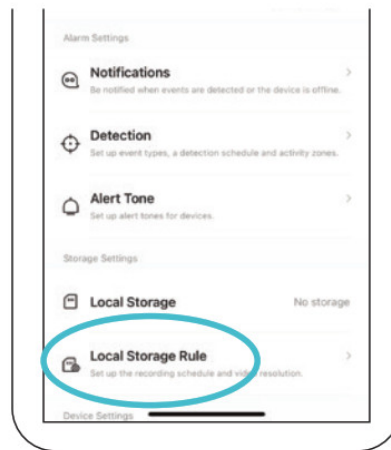 Alarm Settings
Notifications
Be notified when events are detected or the device is offline.
Detection
Set up event types, a detection schedule and activity zones.
Alert Tone
Set up alert tones for devices.
Storage Settings
Local Storage
No storage
Local Storage Rule
Set up the recording schedule and video resolution.
Device Settings